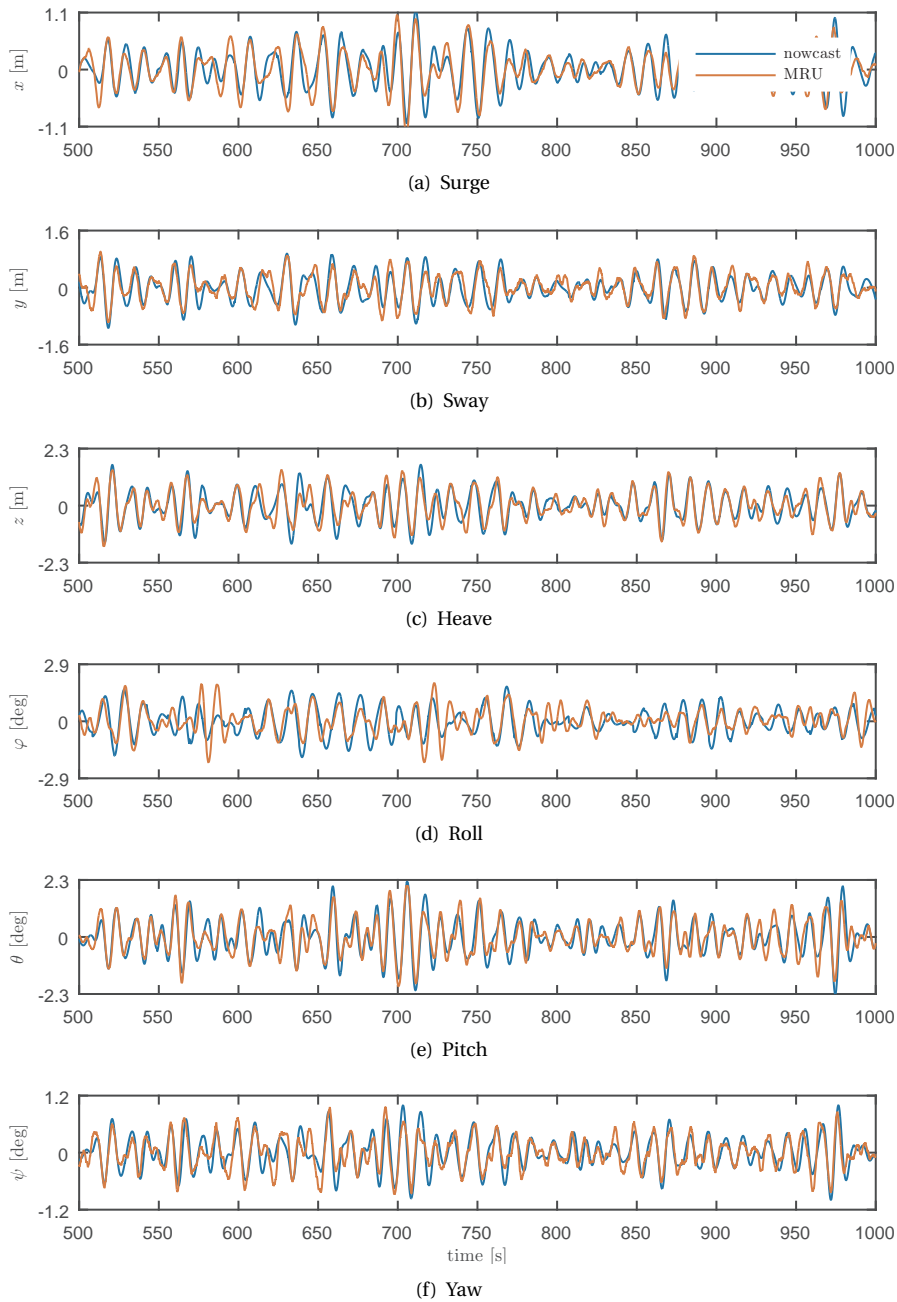 1.1
x [m]
0
-1.1
nowcast
MRU
500 550 600 650 700 750 800 850 900 950 1000
(a) Surge
1.6
y [m]
0
-1.6
500 550 600 650 700 750 800 850 900 950 1000
(b) Sway
2.3
z [m]
0
-2.3
500 550 600 650 700 750 800 850 900 950 1000
(c) Heave
2.9
φ [deg]
0
-2.9
500 550 600 650 700 750 800 850 900 950 1000
(d) Roll
2.3
θ [deg]
0
-2.3
500 550 600 650 700 750 800 850 900 950 1000
(e) Pitch
1.2
ψ [deg]
0
-1.2
500 550 600 650 700 750 800 850 900 950 1000
time [s]
(f) Yaw